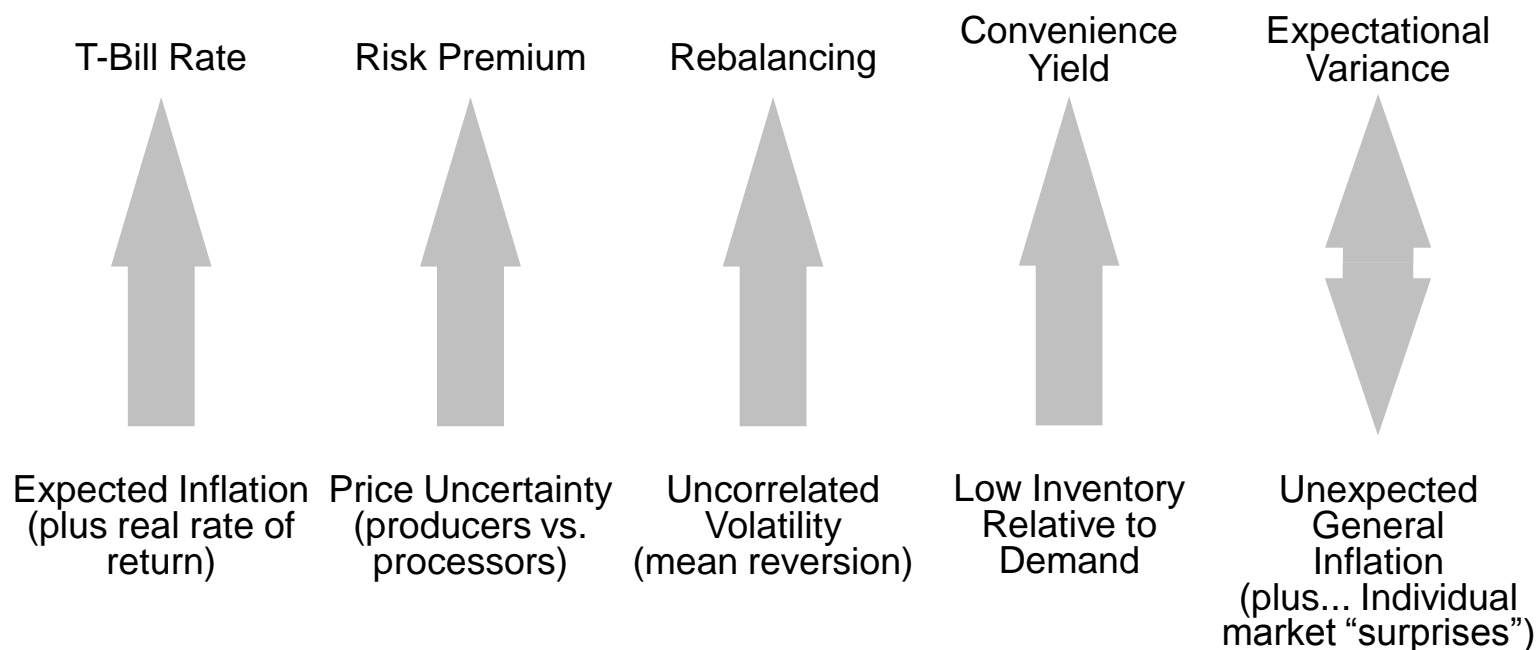 T-Bill Rate
Risk Premium
Rebalancing
Convenience
Yield
Expectational
Variance
Expected Inflation
(plus real rate of
return)
Price Uncertainty
(producers vs.
processors)
Uncorrelated
Volatility
(mean reversion)
Low Inventory
Relative to
Demand
Unexpected
General
Inflation
(plus... Individual
market “surprises”)